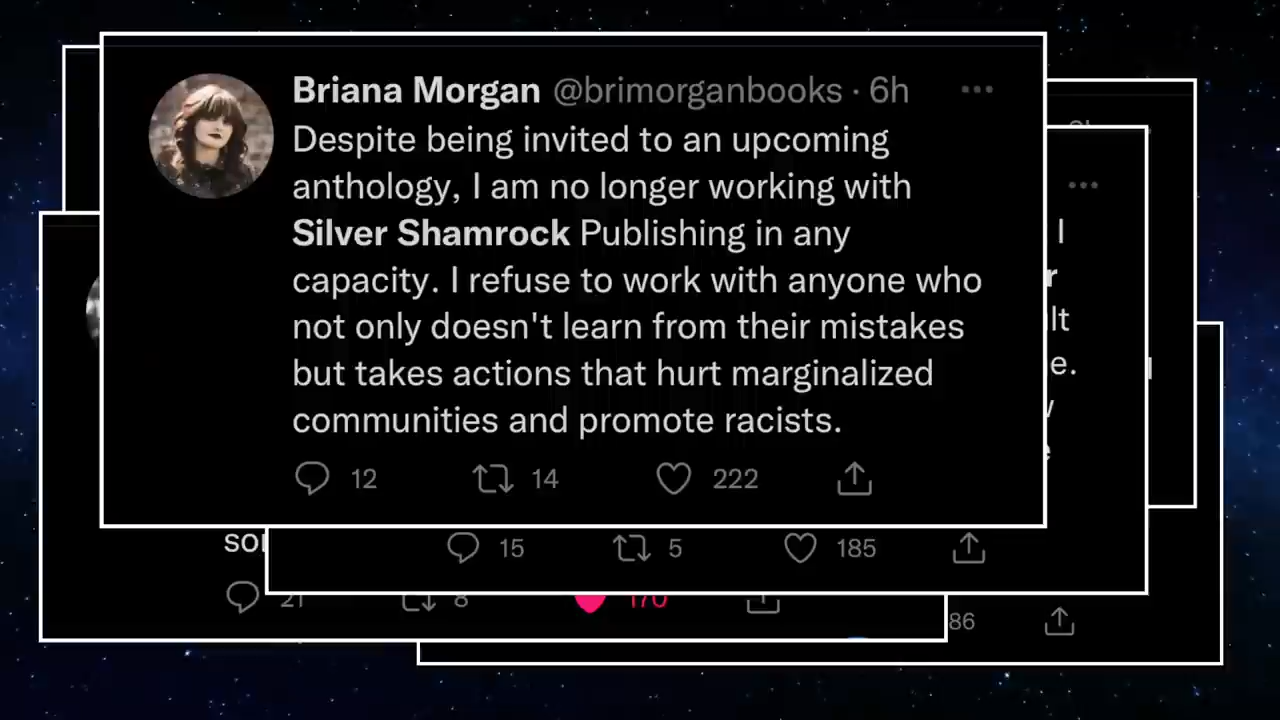 Briana Morgan @brimorganbooks · 6h
Despite being invited to an upcoming
anthology, I am no longer working with
Silver Shamrock Publishing in any
capacity. I refuse to work with anyone who
not only doesn't learn from their mistakes
but takes actions that hurt marginalized
communities and promote racists.
12 14 222
I
15 5 185
21 8 170
86